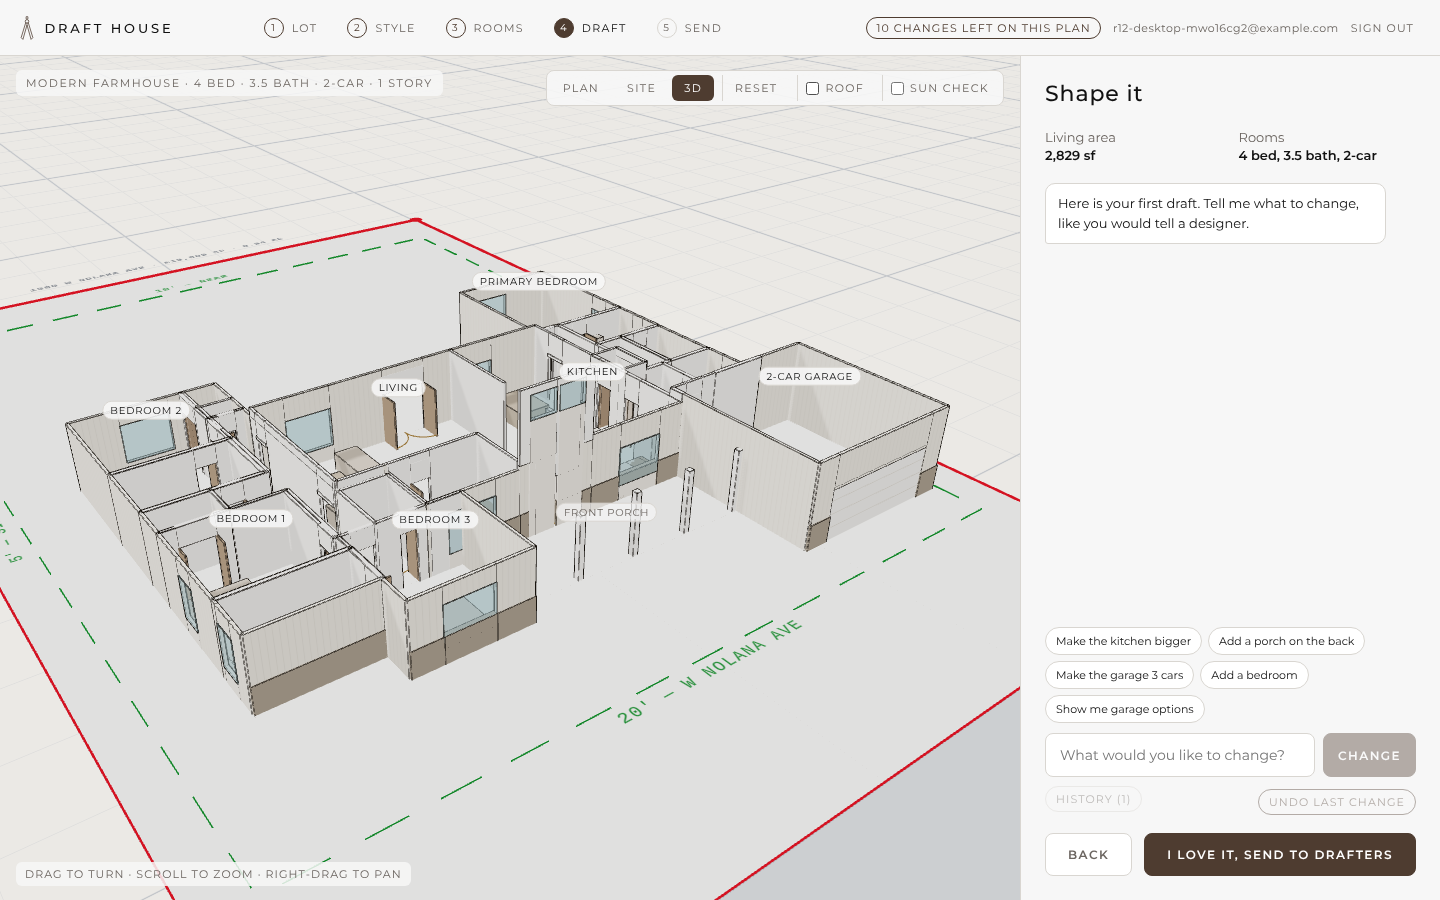 DRAFT HOUSE
1 LOT
2 STYLE
3 ROOMS
4 DRAFT
5 SEND
10 CHANGES LEFT ON THIS PLAN
r12-desktop-mwo16cg2@example.com
SIGN OUT
MODERN FARMHOUSE · 4 BED · 3.5 BATH · 2-CAR · 1 STORY
PLAN
SITE
3D
RESET
ROOF
SUN CHECK
PRIMARY BEDROOM
KITCHEN
2-CAR GARAGE
LIVING
BEDROOM 2
BEDROOM 1
BEDROOM 3
FRONT PORCH
20' — W NOLANA AVE
DRAG TO TURN · SCROLL TO ZOOM · RIGHT-DRAG TO PAN
Shape it
Living area
2,829 sf
Rooms
4 bed, 3.5 bath, 2-car
Here is your first draft. Tell me what to change,
like you would tell a designer.
Make the kitchen bigger
Add a porch on the back
Make the garage 3 cars
Add a bedroom
Show me garage options
What would you like to change?
CHANGE
HISTORY (1)
UNDO LAST CHANGE
BACK
I LOVE IT, SEND TO DRAFTERS